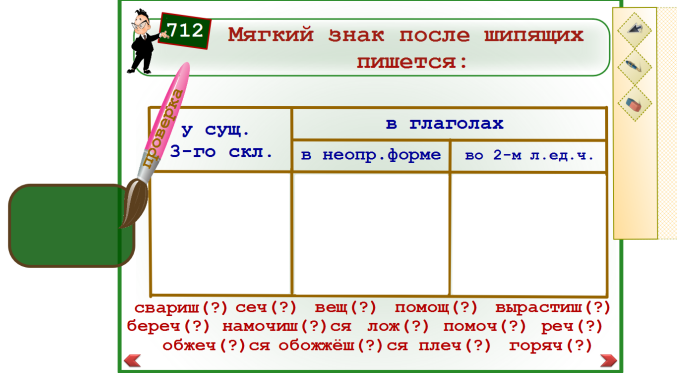 712
Мягкий знак после шипящих
пишется:
проверка
у сущ.
3-го скл.
в глаголах
в неопр.форме
во 2-м л.ед.ч.
свариш(?) сеч(?) вещ(?) помощ(?) вырастиш(?)
береч(?) намочиш(?)ся лож(?) помоч(?) реч(?)
обжеч(?)ся обожжёш(?)ся плеч(?) горяч(?)